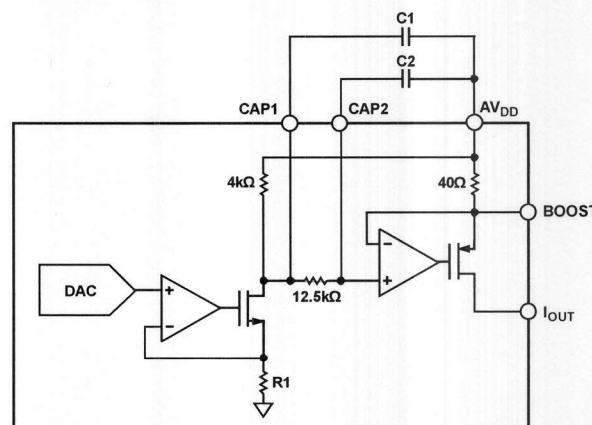 C1
C2
CAP1
CAP2
AVDD
4kΩ
40Ω
BOOST
DAC
+
−
12.5kΩ
−
+
IOUT
R1